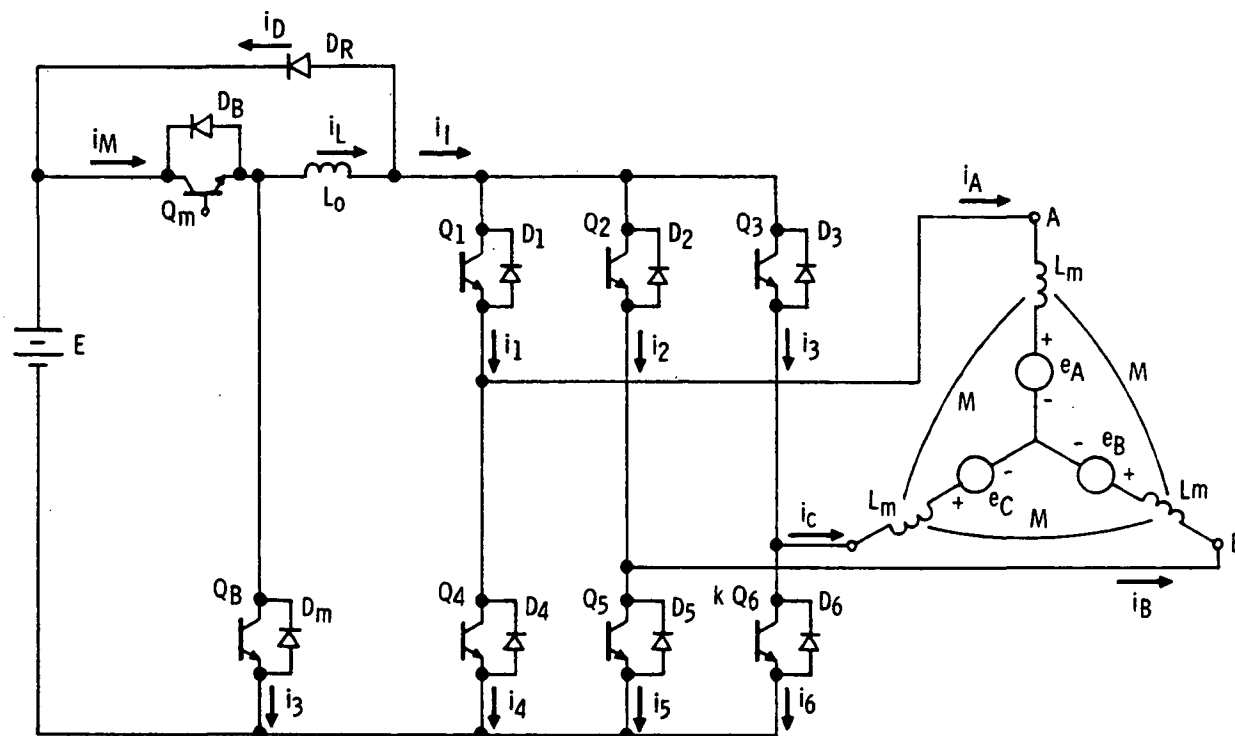 iD
DR
DB
iM
iL
iI
Qm
Lo
iA
A
Q1
D1
Q2
D2
Q3
D3
Lm
E
i1
i2
i3
+
eA
-
M
M
-
eB
+
-
eC
+
Lm
Lm
M
ic
B
iB
QB
Dm
Q4
D4
Q5
D5
k Q6
D6
i3
i4
i5
i6